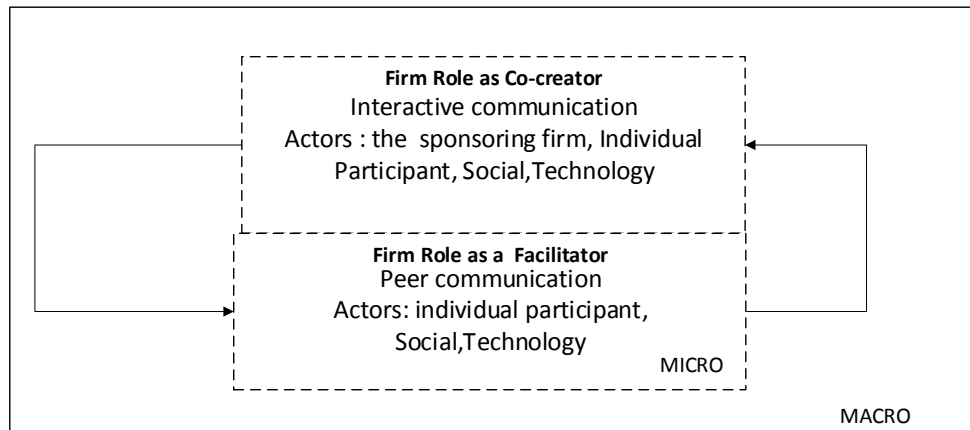 Firm Role as Co-creator
Interactive communication
Actors : the  sponsoring firm, Individual
Participant, Social,Technology
Firm Role as a  Facilitator
Peer communication
Actors: individual participant,
Social,Technology
MICRO
MACRO